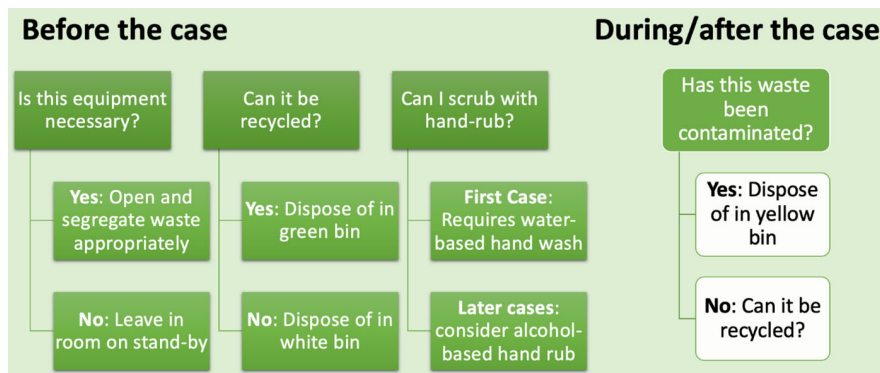 Before the case
During/after the case
Is this equipment
necessary?
Yes: Open and
segregate waste
appropriately
No: Leave in
room on stand-by
Can it be
recycled?
Yes: Dispose of in
green bin
No: Dispose of in
white bin
Can I scrub with
hand-rub?
First Case:
Requires water-
based hand wash
Later cases:
consider alcohol-
based hand rub
Has this waste
been
contaminated?
Yes: Dispose
of in yellow
bin
No: Can it be
recycled?